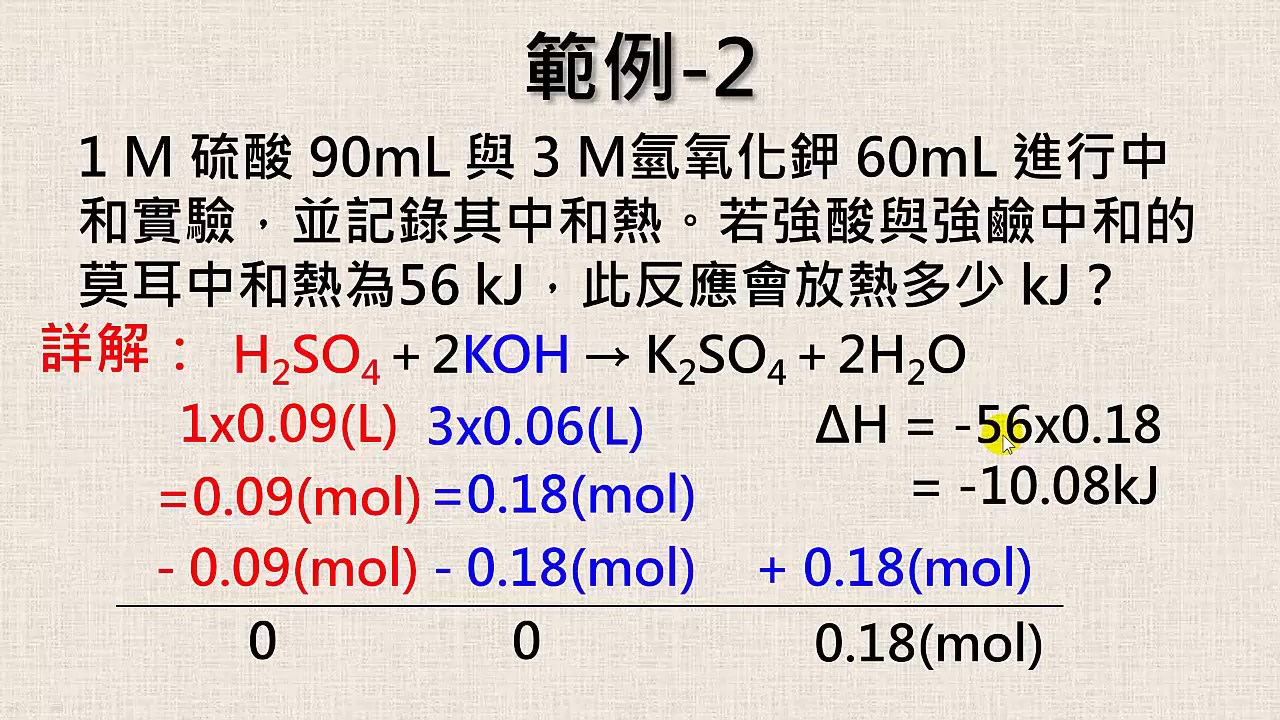 範例-2
1 M 硫酸 90mL 與 3 M氫氧化鉀 60mL 進行中
和實驗，並記錄其中和熱。若強酸與強鹼中和的
莫耳中和熱為56 kJ，此反應會放熱多少 kJ？
詳解： H₂SO₄ + 2KOH → K₂SO₄ + 2H₂O
1x0.09(L) 3x0.06(L) ΔH = -56x0.18
=0.09(mol) =0.18(mol) = -10.08kJ
- 0.09(mol) - 0.18(mol) + 0.18(mol)
0 0 0.18(mol)